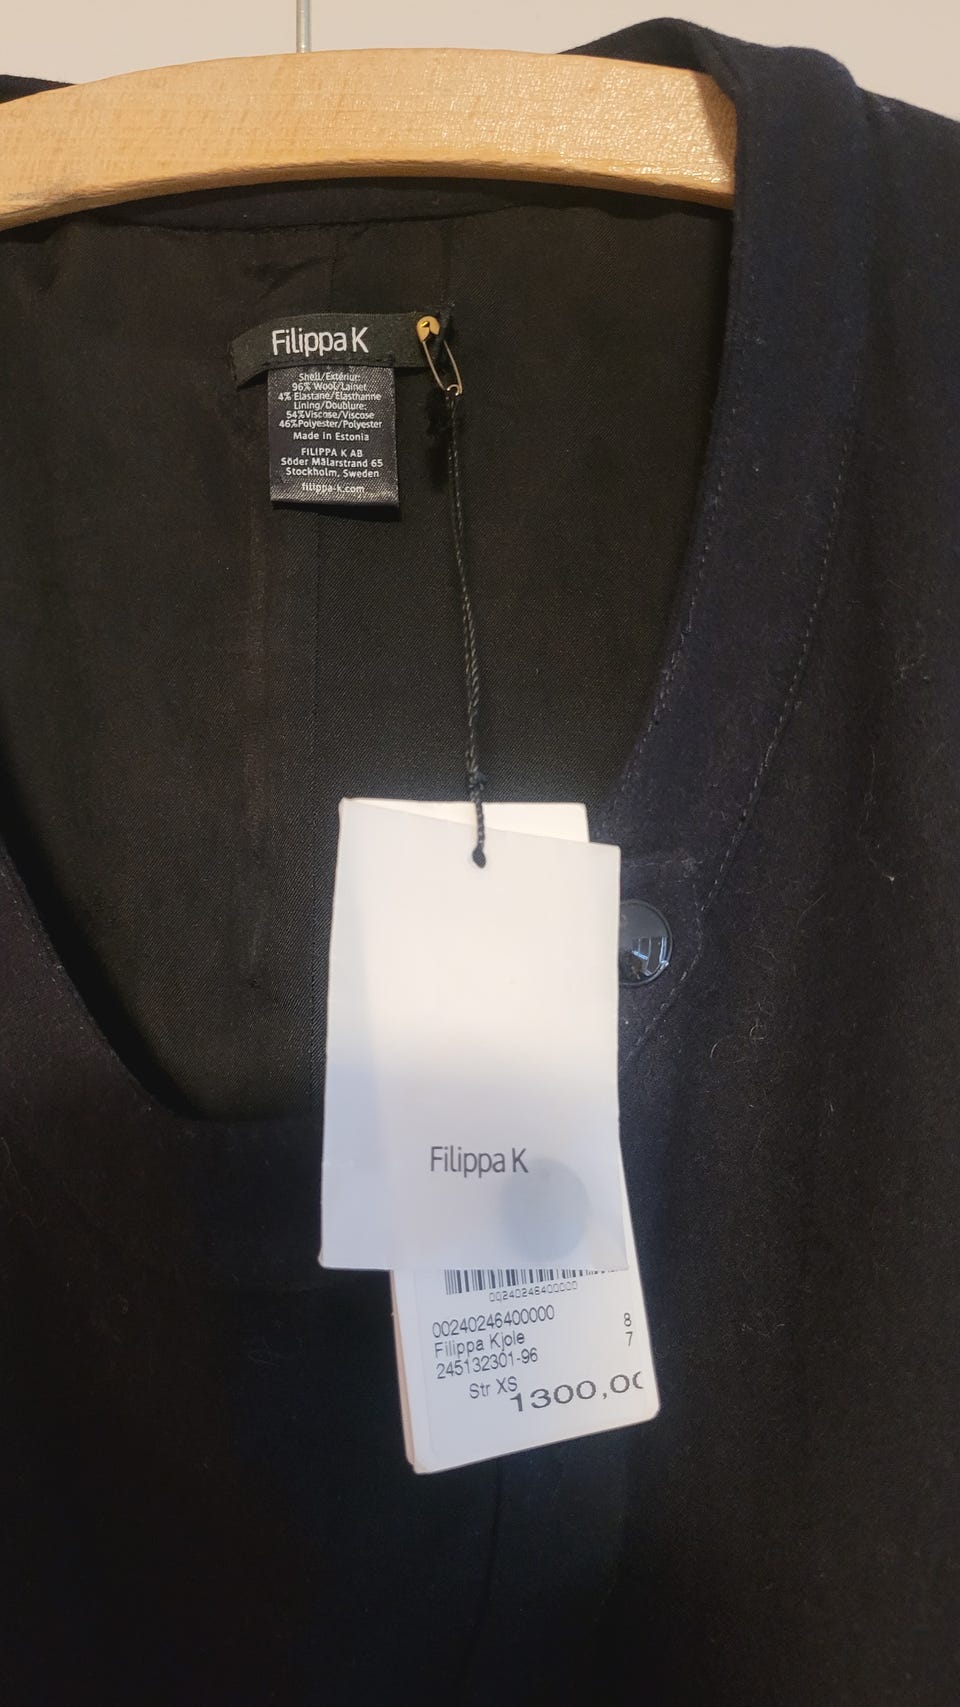 Filippa K
Shell/Extérieur:
96% Wool/Laine
4% Elastane/Elasthanne
Lining/Doublure:
54%Viscose/Viscose
46%Polyester/Polyester
Made in Estonia
FILIPPA K AB
Söder Mälarstrand 65
Stockholm, Sweden
filippa-k.com
Filippa K
00240246400000
00240246400000 8
Filippa Kjole 7
245132301-96
Str XS
1300,00